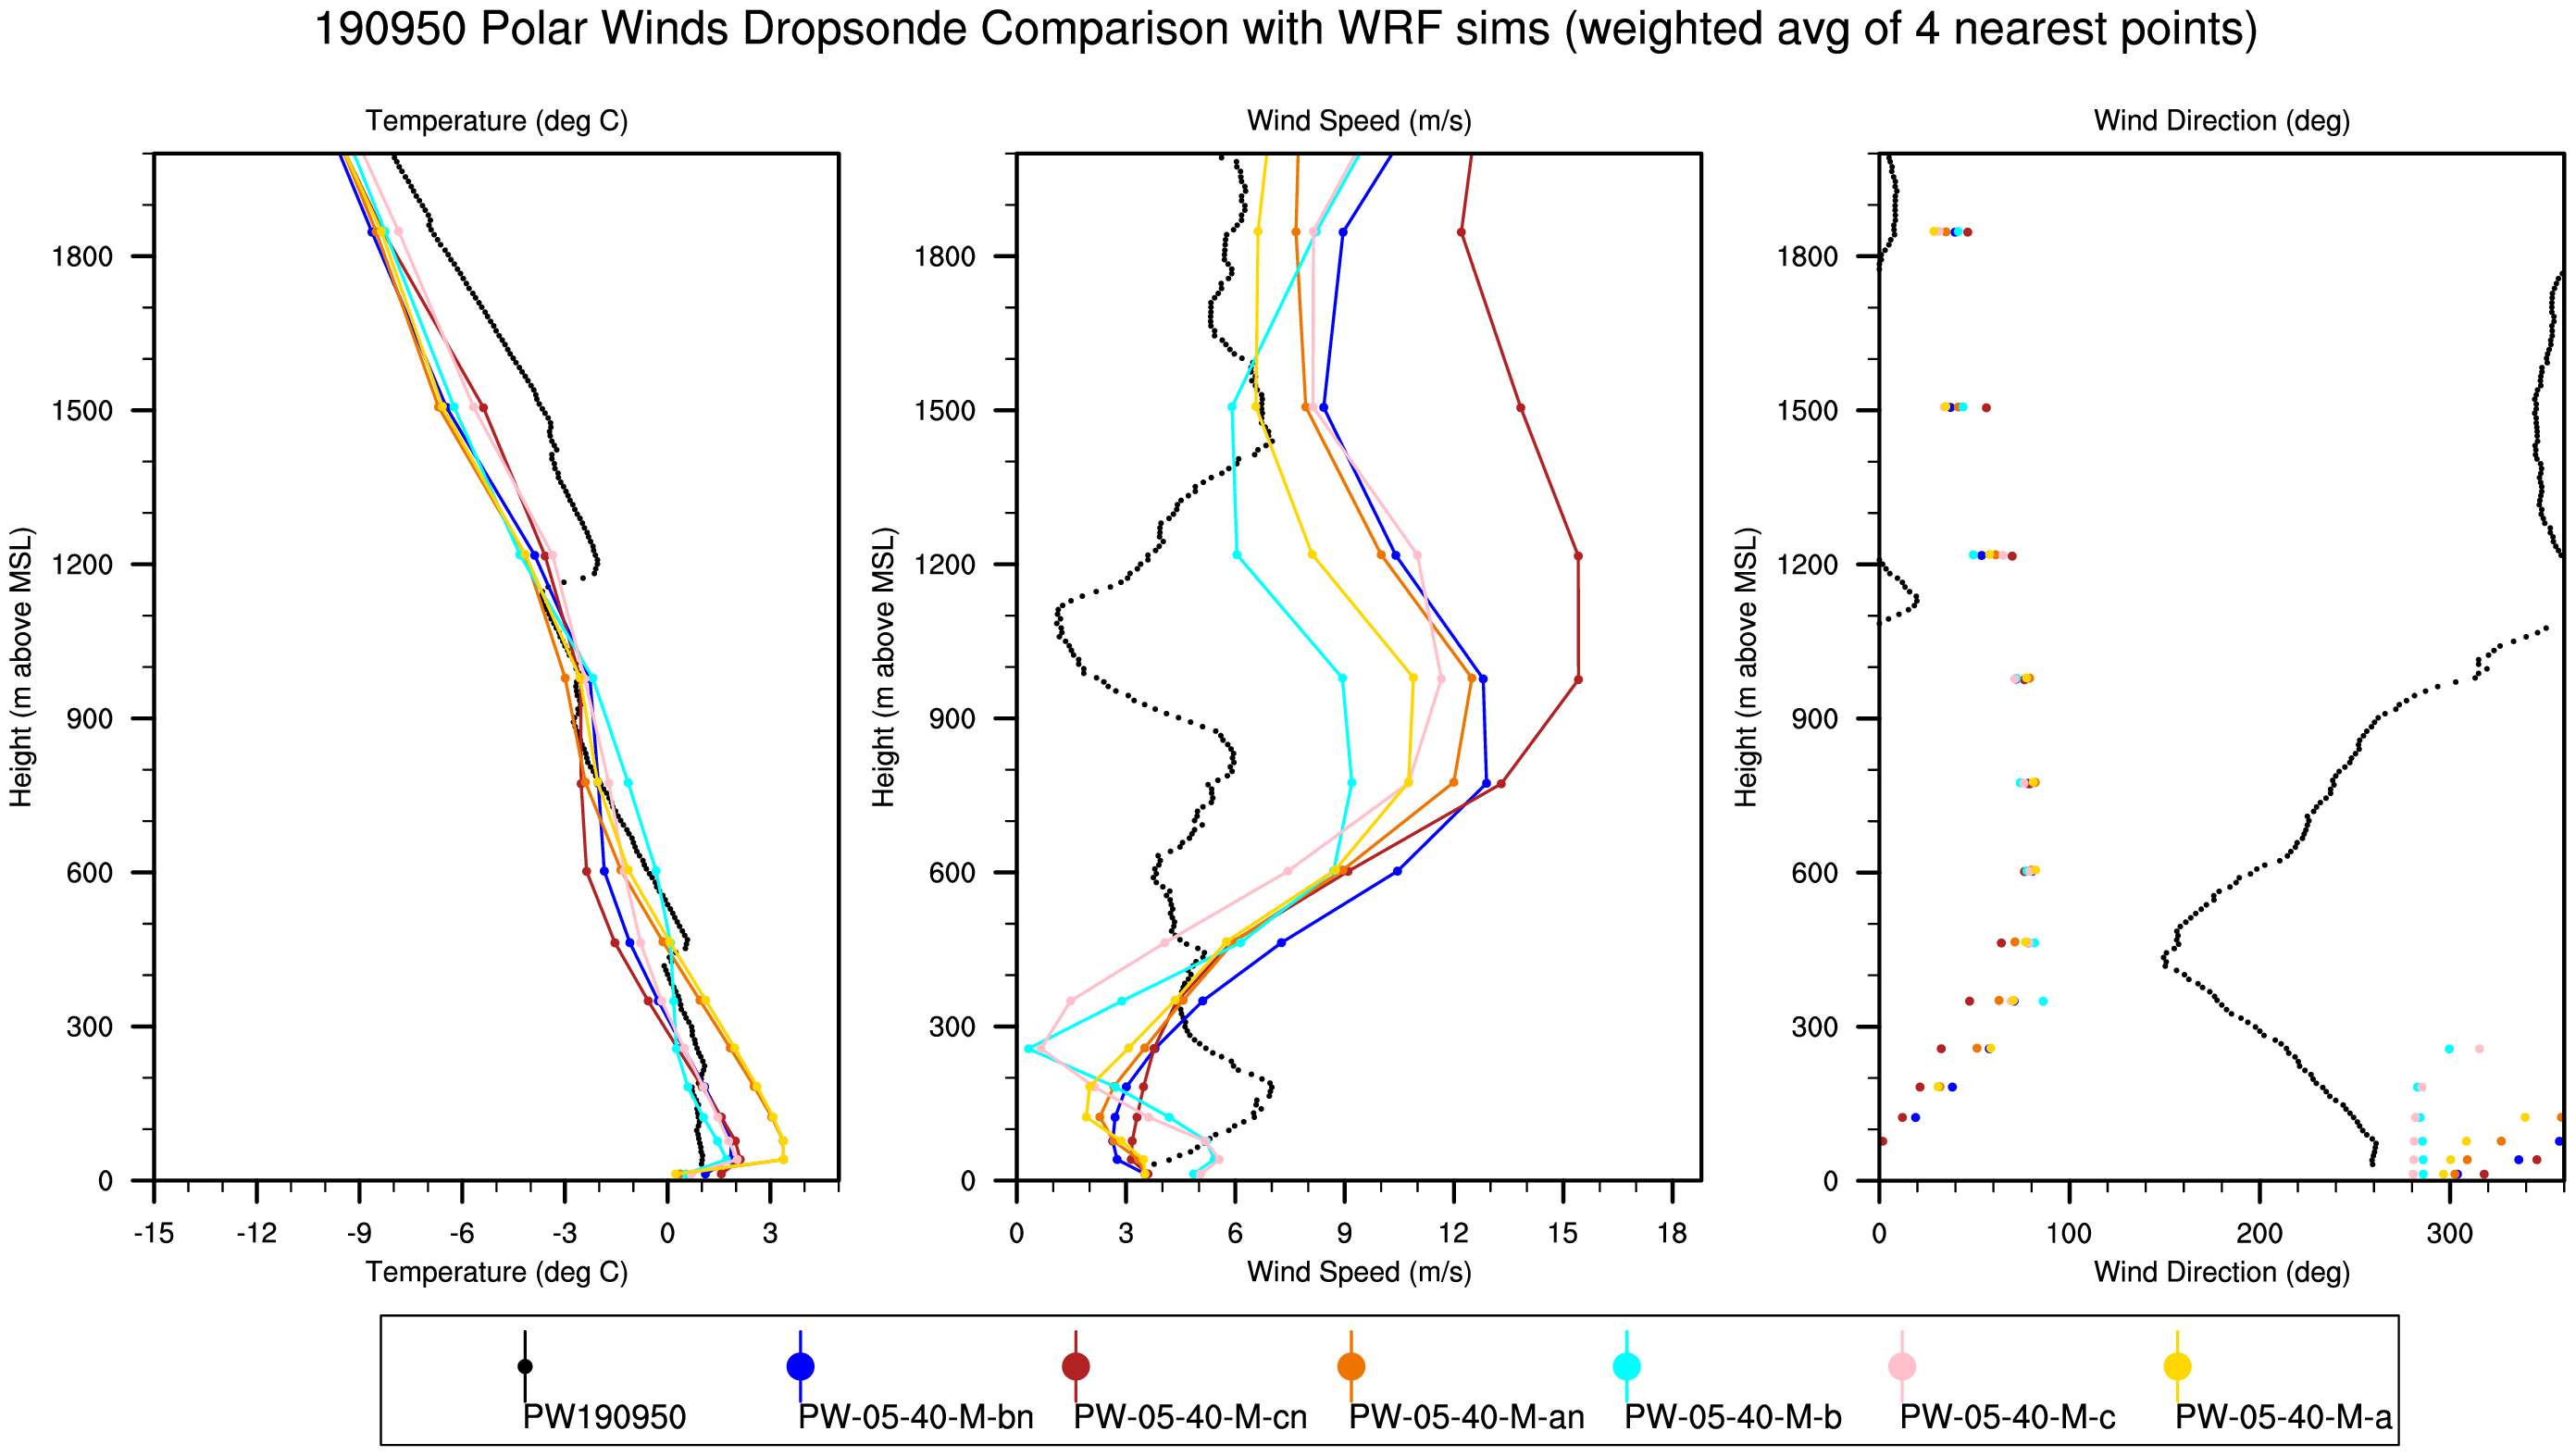 190950 Polar Winds Dropsonde Comparison with WRF sims (weighted avg of 4 nearest points)
Temperature (deg C)
Height (m above MSL)
1800
1500
1200
900
600
300
0
-15 -12 -9 -6 -3 0 3
Temperature (deg C)
Wind Speed (m/s)
Height (m above MSL)
1800
1500
1200
900
600
300
0
0 3 6 9 12 15 18
Wind Speed (m/s)
Wind Direction (deg)
Height (m above MSL)
1800
1500
1200
900
600
300
0
0 100 200 300
Wind Direction (deg)
PW190950 PW-05-40-M-bn PW-05-40-M-cn PW-05-40-M-an PW-05-40-M-b PW-05-40-M-c PW-05-40-M-a